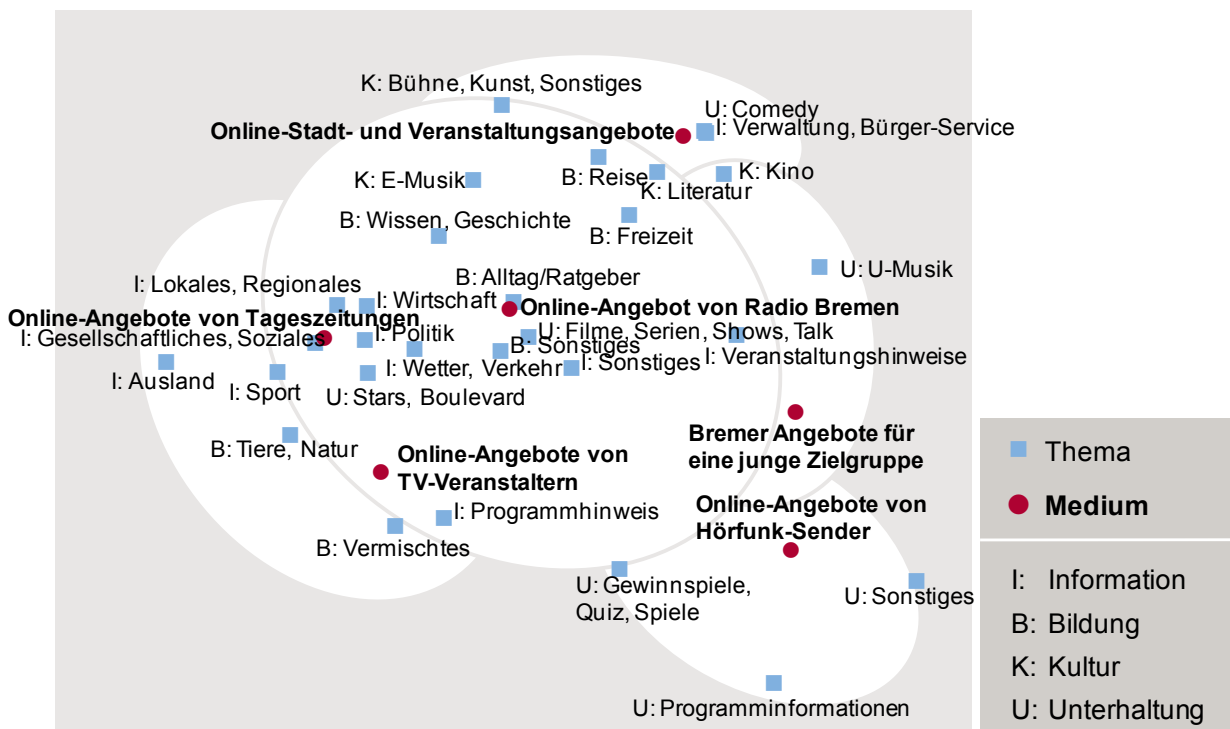 K: Bühne, Kunst, Sonstiges
U: Comedy
Online-Stadt- und Veranstaltungsangebote
I: Verwaltung, Bürger-Service
K: E-Musik
B: Reise
K: Kino
K: Literatur
B: Wissen, Geschichte
B: Freizeit
U: U-Musik
B: Alltag/Ratgeber
I: Lokales, Regionales
I: Wirtschaft
Online-Angebot von Radio Bremen
Online-Angebote von Tageszeitungen
I: Gesellschaftliches, Soziales
I: Politik
U: Filme, Serien, Shows, Talk
B: Sonstiges
I: Veranstaltungshinweise
I: Ausland
I: Sport
I: Wetter, Verkehr
I: Sonstiges
U: Stars, Boulevard
B: Tiere, Natur
Online-Angebote von
TV-Veranstaltern
Bremer Angebote für
eine junge Zielgruppe
Online-Angebote von
Hörfunk-Sender
I: Programmhinweis
B: Vermischtes
U: Gewinnspiele,
Quiz, Spiele
U: Sonstiges
U: Programminformationen
Thema
Medium
I: Information
B: Bildung
K: Kultur
U: Unterhaltung